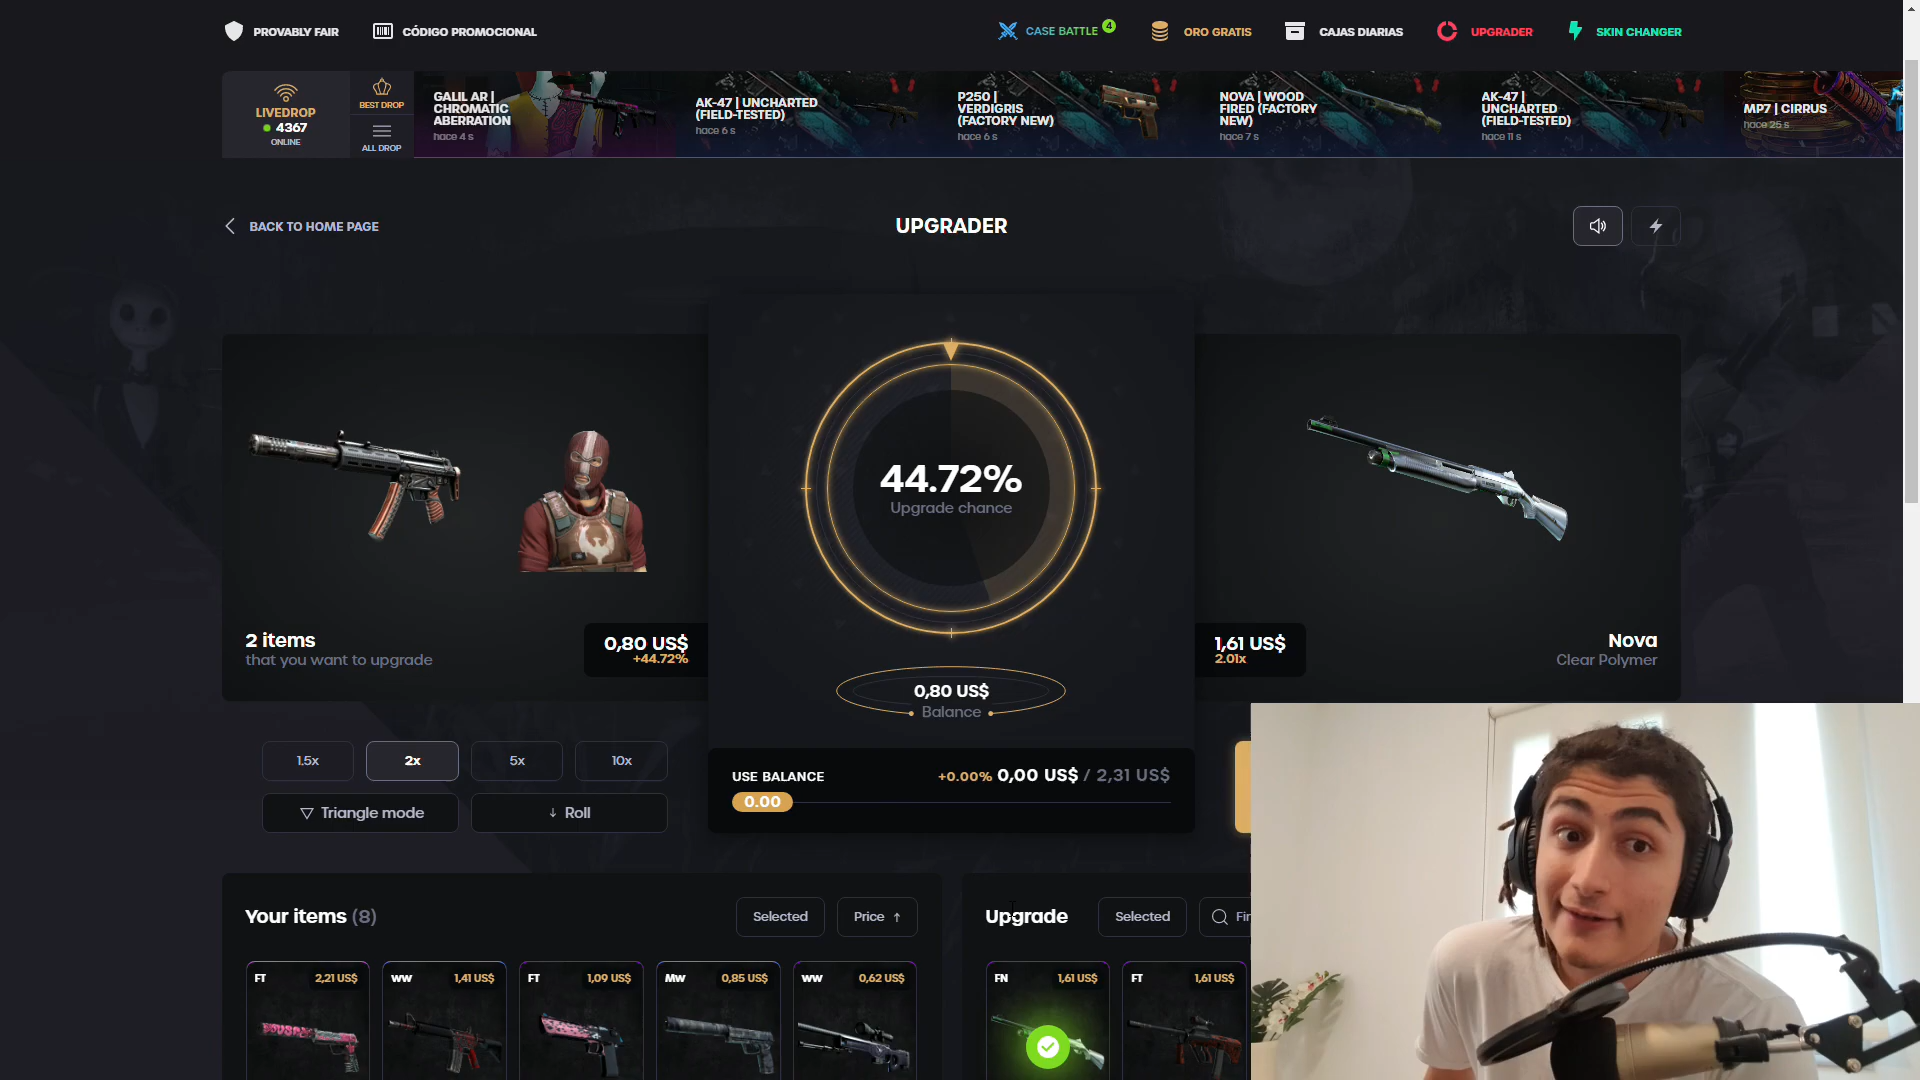 PROVABLY FAIR
CÓDIGO PROMOCIONAL
CASE BATTLE 4
ORO GRATIS
CAJAS DIARIAS
UPGRADER
SKIN CHANGER
LIVEDROP
4367
ONLINE
BEST DROP
ALL DROP
GALIL AR |
CHROMATIC
ABERRATION
hace 4 s
AK-47 | UNCHARTED
(FIELD-TESTED)
hace 6 s
P250 |
VERDIGRIS
(FACTORY NEW)
hace 6 s
NOVA | WOOD
FIRED (FACTORY
NEW)
hace 7 s
AK-47 |
UNCHARTED
(FIELD-TESTED)
hace 11 s
MP7 | CIRRUS
hace 25 s
BACK TO HOME PAGE
UPGRADER
44.72%
Upgrade chance
2 items
that you want to upgrade
0,80 US$
+44.72%
1,61 US$
2.01x
Nova
Clear Polymer
0,80 US$
Balance
1.5x
2x
5x
10x
Triangle mode
Roll
USE BALANCE
+0.00% 0,00 US$ / 2,31 US$
0.00
Your items (8)
Selected
Price
Upgrade
Selected
Fi
FT 2,21 US$
WW 1,41 US$
FT 1,09 US$
MW 0,85 US$
WW 0,62 US$
FN 1,61 US$
FT 1,61 US$